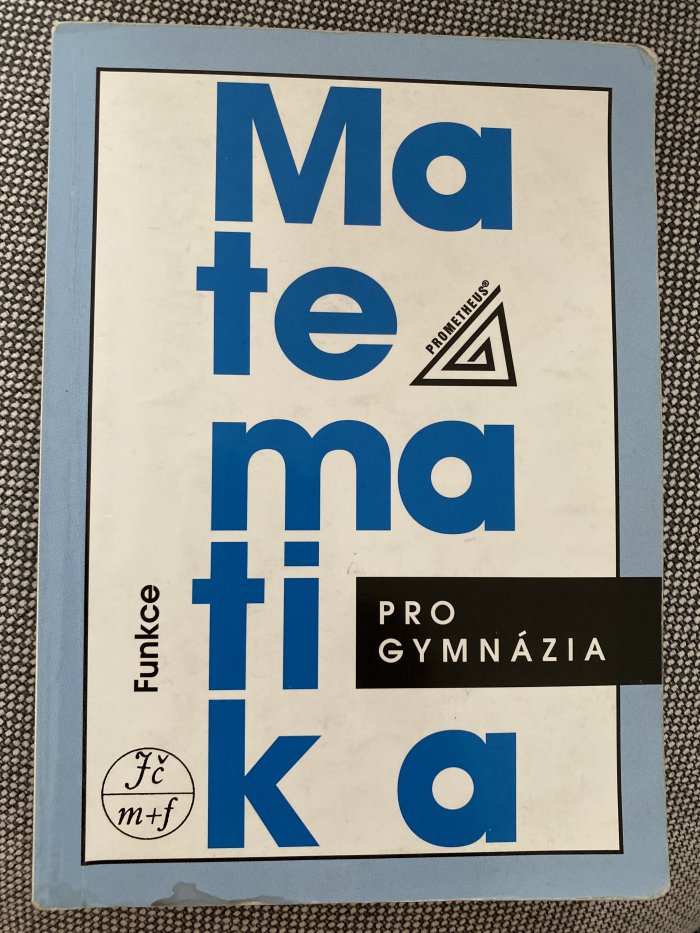 Ma
te
PROMETHEUS®
ma
ti
PRO
GYMNÁZIA
Funkce
k a
Jč
m+f